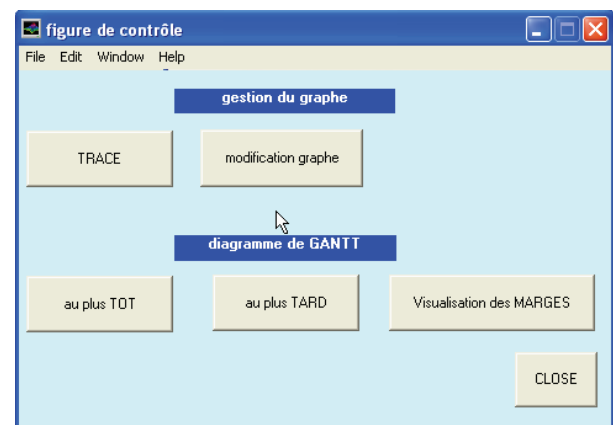 figure de contrôle
File Edit Window Help
gestion du graphe
TRACE modification graphe
diagramme de GANTT
au plus TOT au plus TARD Visualisation des MARGES
CLOSE